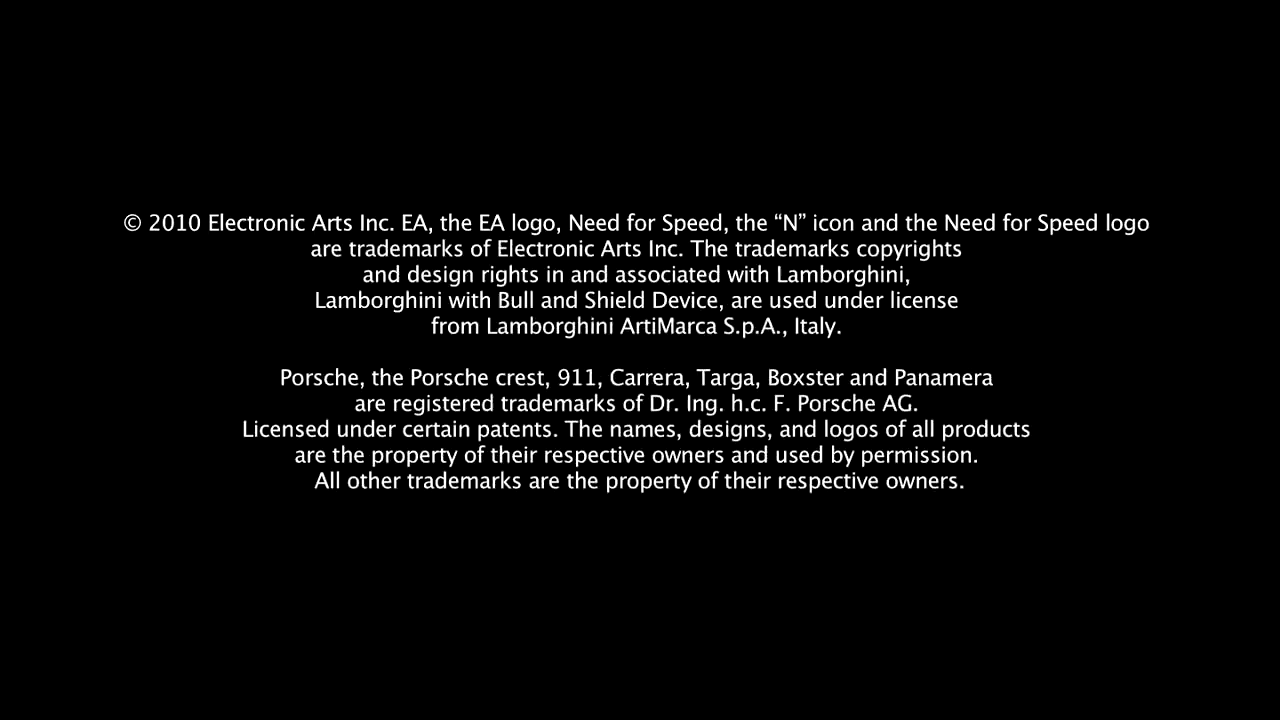 © 2010 Electronic Arts Inc. EA, the EA logo, Need for Speed, the “N” icon and the Need for Speed logo
are trademarks of Electronic Arts Inc. The trademarks copyrights
and design rights in and associated with Lamborghini,
Lamborghini with Bull and Shield Device, are used under license
from Lamborghini ArtiMarca S.p.A., Italy.
Porsche, the Porsche crest, 911, Carrera, Targa, Boxster and Panamera
are registered trademarks of Dr. Ing. h.c. F. Porsche AG.
Licensed under certain patents. The names, designs, and logos of all products
are the property of their respective owners and used by permission.
All other trademarks are the property of their respective owners.